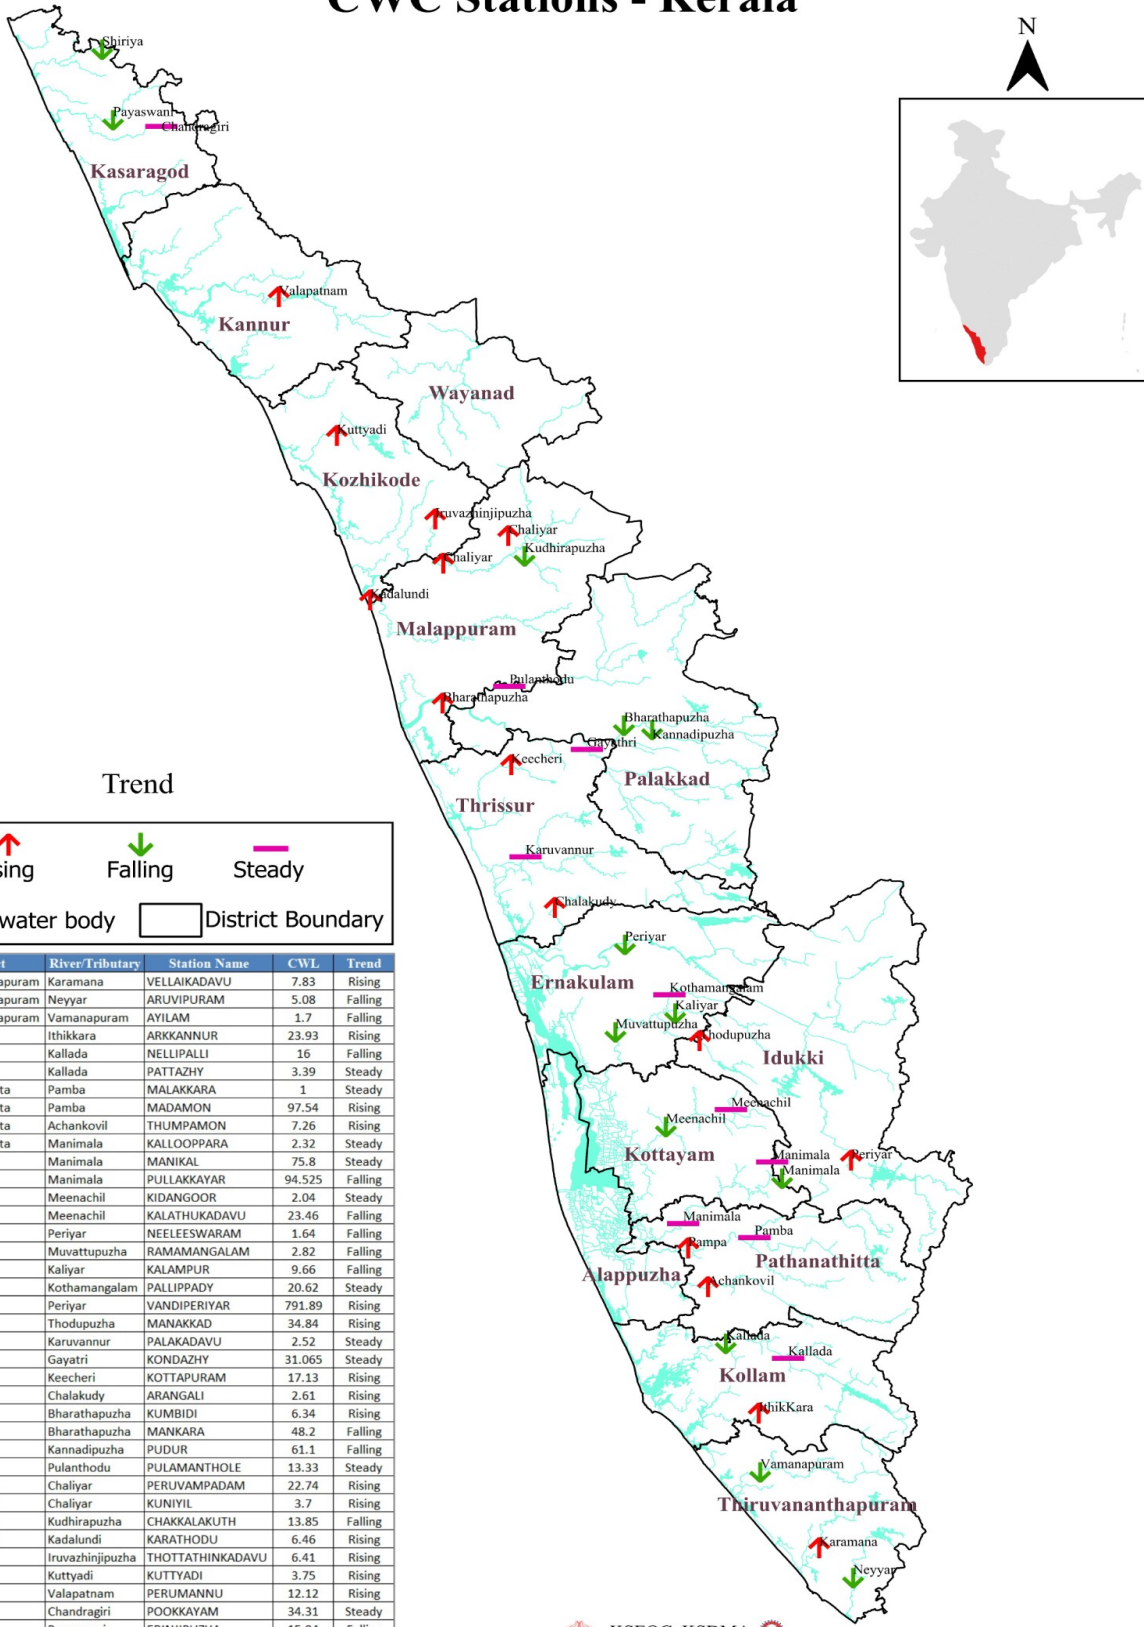 CWC Stations - Kerala
N
Shiriya
Payaswani
Chandragiri
Kasaragod
Valapatnam
Kannur
Wayanad
Kuttyadi
Kozhikode
Iruvazhinjipuzha
Chaliyar
Kudhirapuzha
Chaliyar
Kadalundi
Malappuram
Pulanthodu
Bharathapuzha
Bharathapuzha
Kannadipuzha
Gayathri
Keecheri
Palakkad
Thrissur
Karuvannur
Chalakudy
Periyar
Ernakulam
Kothamangalam
Kaliyar
Muvattupuzha
Thodupuzha
Idukki
Meenachil
Meenachil
Kottayam
Manimala
Periyar
Manimala
Manimala
Pamba
Pampa
Pathanathitta
Alappuzha
Achankovil
Kallada
Kallada
Kollam
IthikKara
Vamanapuram
Thiruvananthapuram
Karamana
Neyyar
Trend
sing Falling Steady
water body District Boundary
ct River/Tributary Station Name CWL Trend
apuram Karamana VELLAIKADAVU 7.83 Rising
apuram Neyyar ARUVIPURAM 5.08 Falling
apuram Vamanapuram AYILAM 1.7 Falling
Ithikkara ARKKANNUR 23.93 Rising
Kallada NELLIPALLI 16 Falling
Kallada PATTAZHY 3.39 Steady
ta Pamba MALAKKARA 1 Steady
ta Pamba MADAMON 97.54 Rising
ta Achankovil THUMPAMON 7.26 Rising
ta Manimala KALLOOPPARA 2.32 Steady
Manimala MANIKAL 75.8 Steady
Manimala PULLAKKAYAR 94.525 Falling
Meenachil KIDANGOOR 2.04 Steady
Meenachil KALATHUKADAVU 23.46 Falling
Periyar NEELEESWARAM 1.64 Falling
Muvattupuzha RAMAMANGALAM 2.82 Falling
Kaliyar KALAMPUR 9.66 Falling
Kothamangalam PALLIPPADY 20.62 Steady
Periyar VANDIPERIYAR 791.89 Rising
Thodupuzha MANAKKAD 34.84 Rising
Karuvannur PALAKADAVU 2.52 Steady
Gayatri KONDAZHY 31.065 Steady
Keecheri KOTTAPURAM 17.13 Rising
Chalakudy ARANGALI 2.61 Rising
Bharathapuzha KUMBIDI 6.34 Rising
Bharathapuzha MANKARA 48.2 Falling
Kannadipuzha PUDUR 61.1 Falling
Pulanthodu PULAMANTHOLE 13.33 Steady
Chaliyar PERUVAMPADAM 22.74 Rising
Chaliyar KUNIYIL 3.7 Rising
Kudhirapuzha CHAKKALAKUTH 13.85 Falling
Kadalundi KARATHODU 6.46 Rising
Iruvazhinjipuzha THOTTATHINKADAVU 6.41 Rising
Kuttyadi KUTTYADI 3.75 Rising
Valapatnam PERUMANNU 12.12 Rising
Chandragiri POOKKAYAM 34.31 Steady